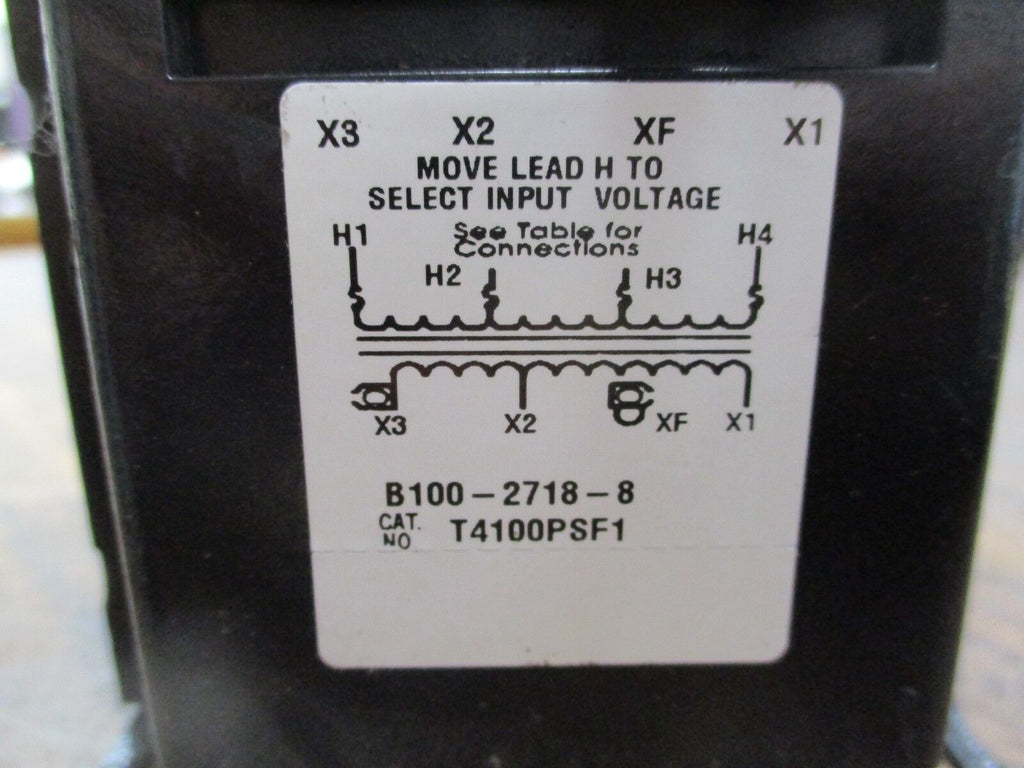 X3 X2 XF X1
MOVE LEAD H TO
SELECT INPUT VOLTAGE
See Table for
Connections
H1 H4
H2 H3
X3 X2 XF X1
B100-2718-8
CAT. NO T4100PSF1